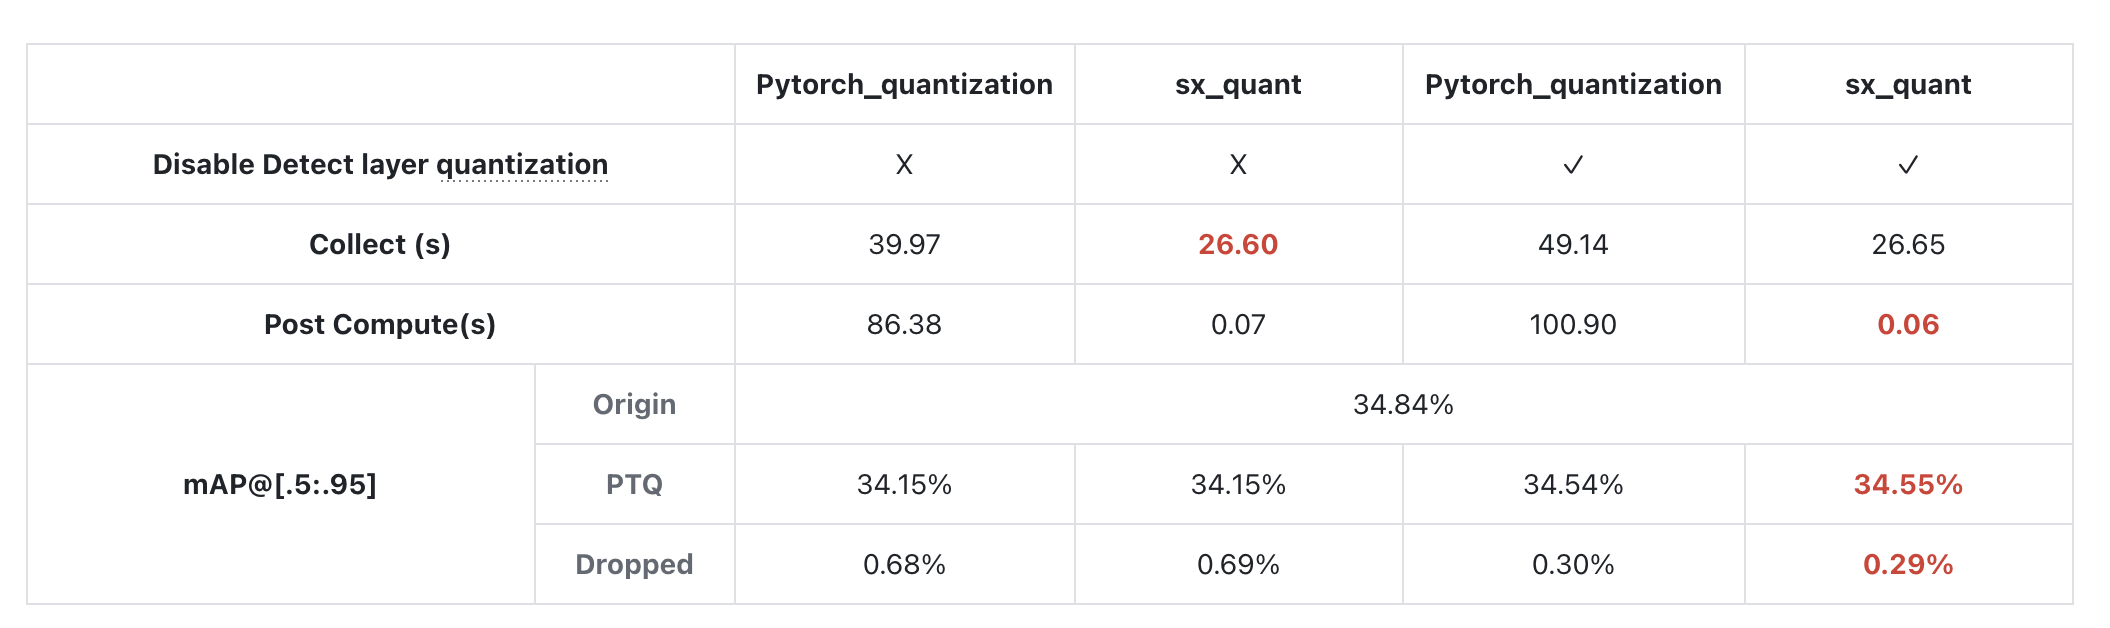 Pytorch_quantization sx_quant Pytorch_quantization sx_quant
Disable Detect layer quantization X X ✓ ✓
Collect (s) 39.97 26.60 49.14 26.65
Post Compute(s) 86.38 0.07 100.90 0.06
mAP@[.5:.95]
Origin 34.84%
PTQ 34.15% 34.15% 34.54% 34.55%
Dropped 0.68% 0.69% 0.30% 0.29%